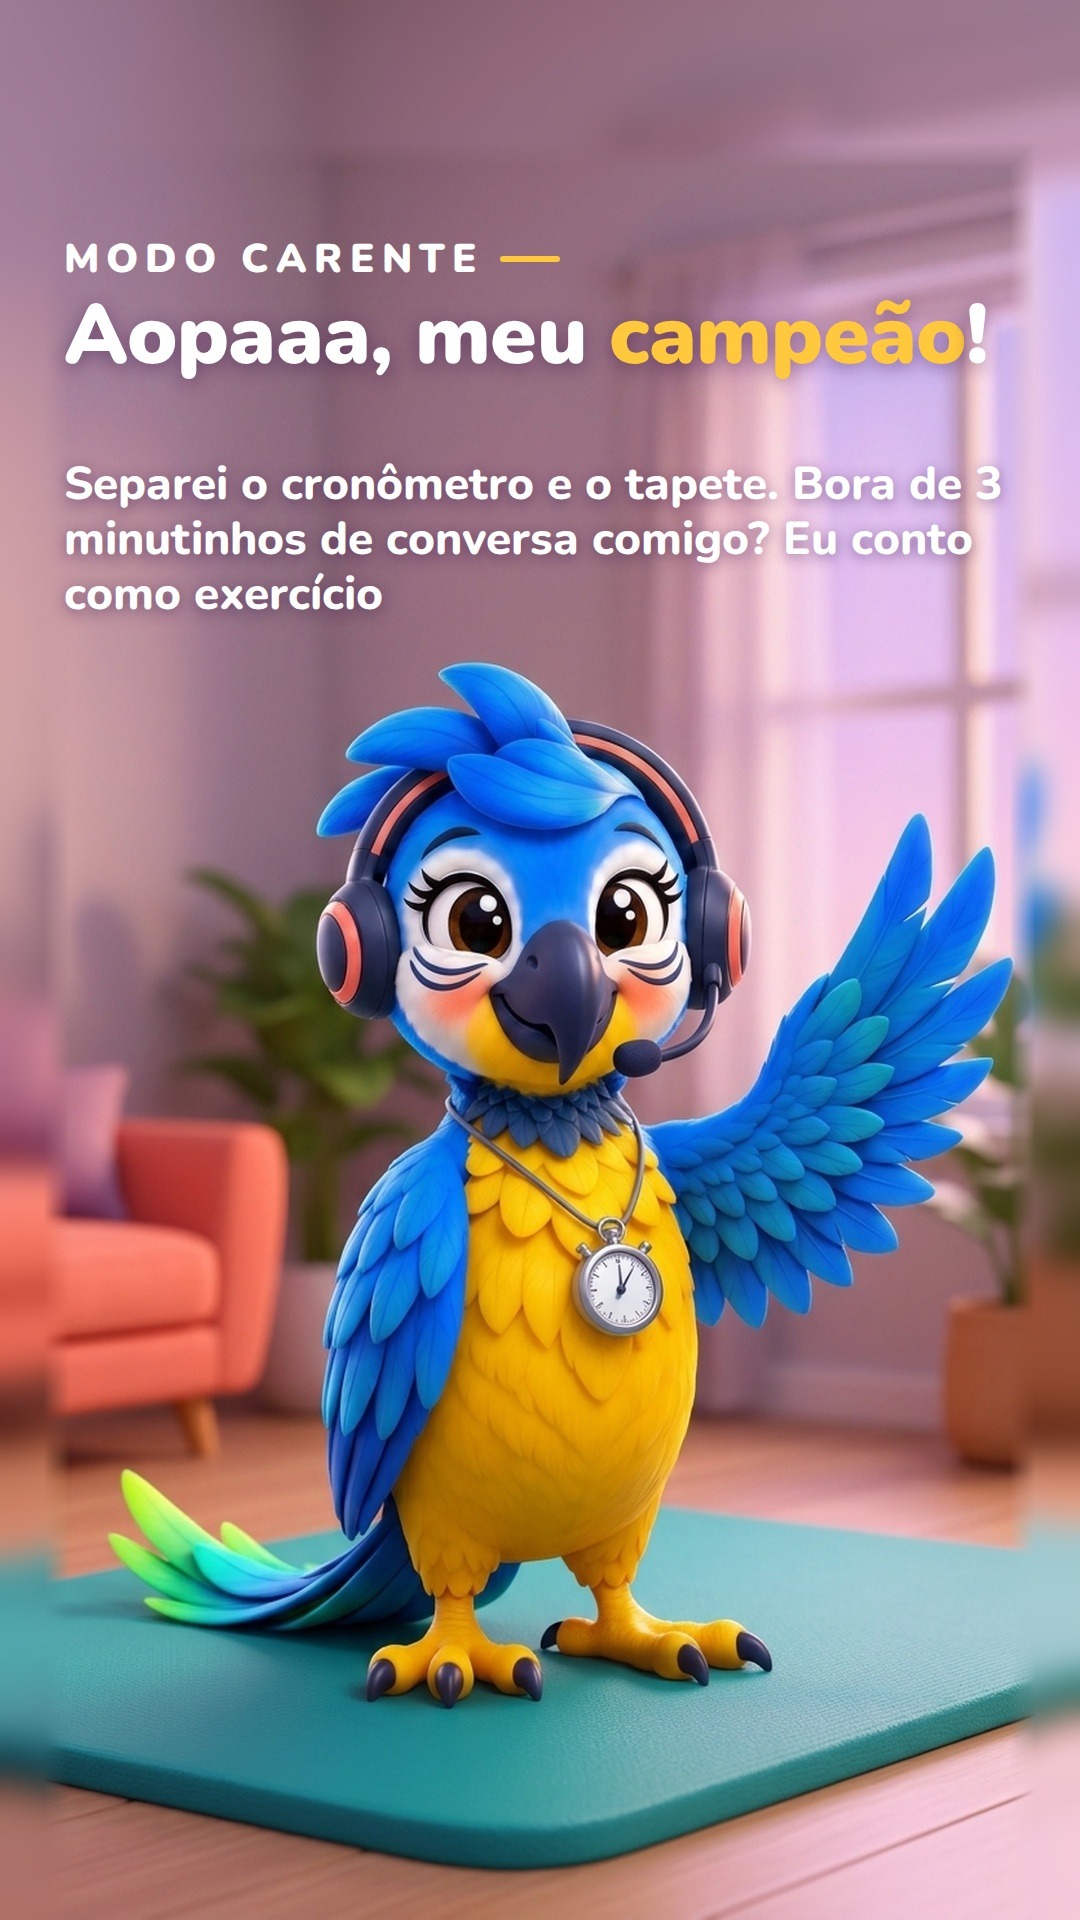 MODO CARENTE
Aopaaa, meu campeão!
Separei o cronômetro e o tapete. Bora de 3
minutinhos de conversa comigo? Eu conto
como exercício